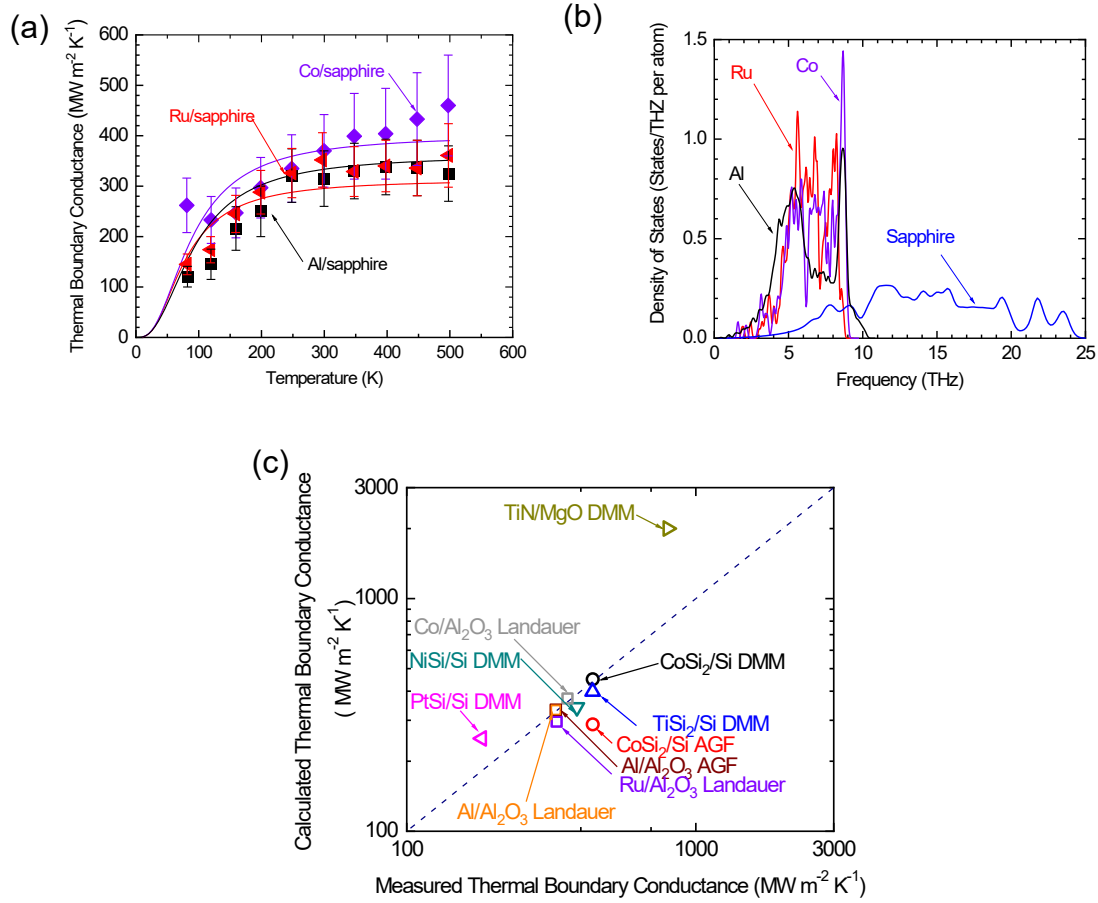 (a)
600
500
400
300
200
100
0
0 100 200 300 400 500 600
Thermal Boundary Conductance (MW m⁻² K⁻¹)
Temperature (K)
Co/sapphire
Ru/sapphire
Al/sapphire
(b)
1.5
1.2
0.9
0.6
0.3
0.0
0 5 10 15 20 25
Density of States (States/THZ per atom)
Frequency (THz)
Ru
Co
Al
Sapphire
(c)
3000
1000
100
100 1000 3000
Calculated Thermal Boundary Conductance
( MW m⁻² K⁻¹)
Measured Thermal Boundary Conductance (MW m⁻² K⁻¹)
TiN/MgO DMM
Co/Al₂O₃ Landauer
NiSi/Si DMM
PtSi/Si DMM
CoSi₂/Si DMM
TiSi₂/Si DMM
CoSi₂/Si AGF
Al/Al₂O₃ AGF
Ru/Al₂O₃ Landauer
Al/Al₂O₃ Landauer